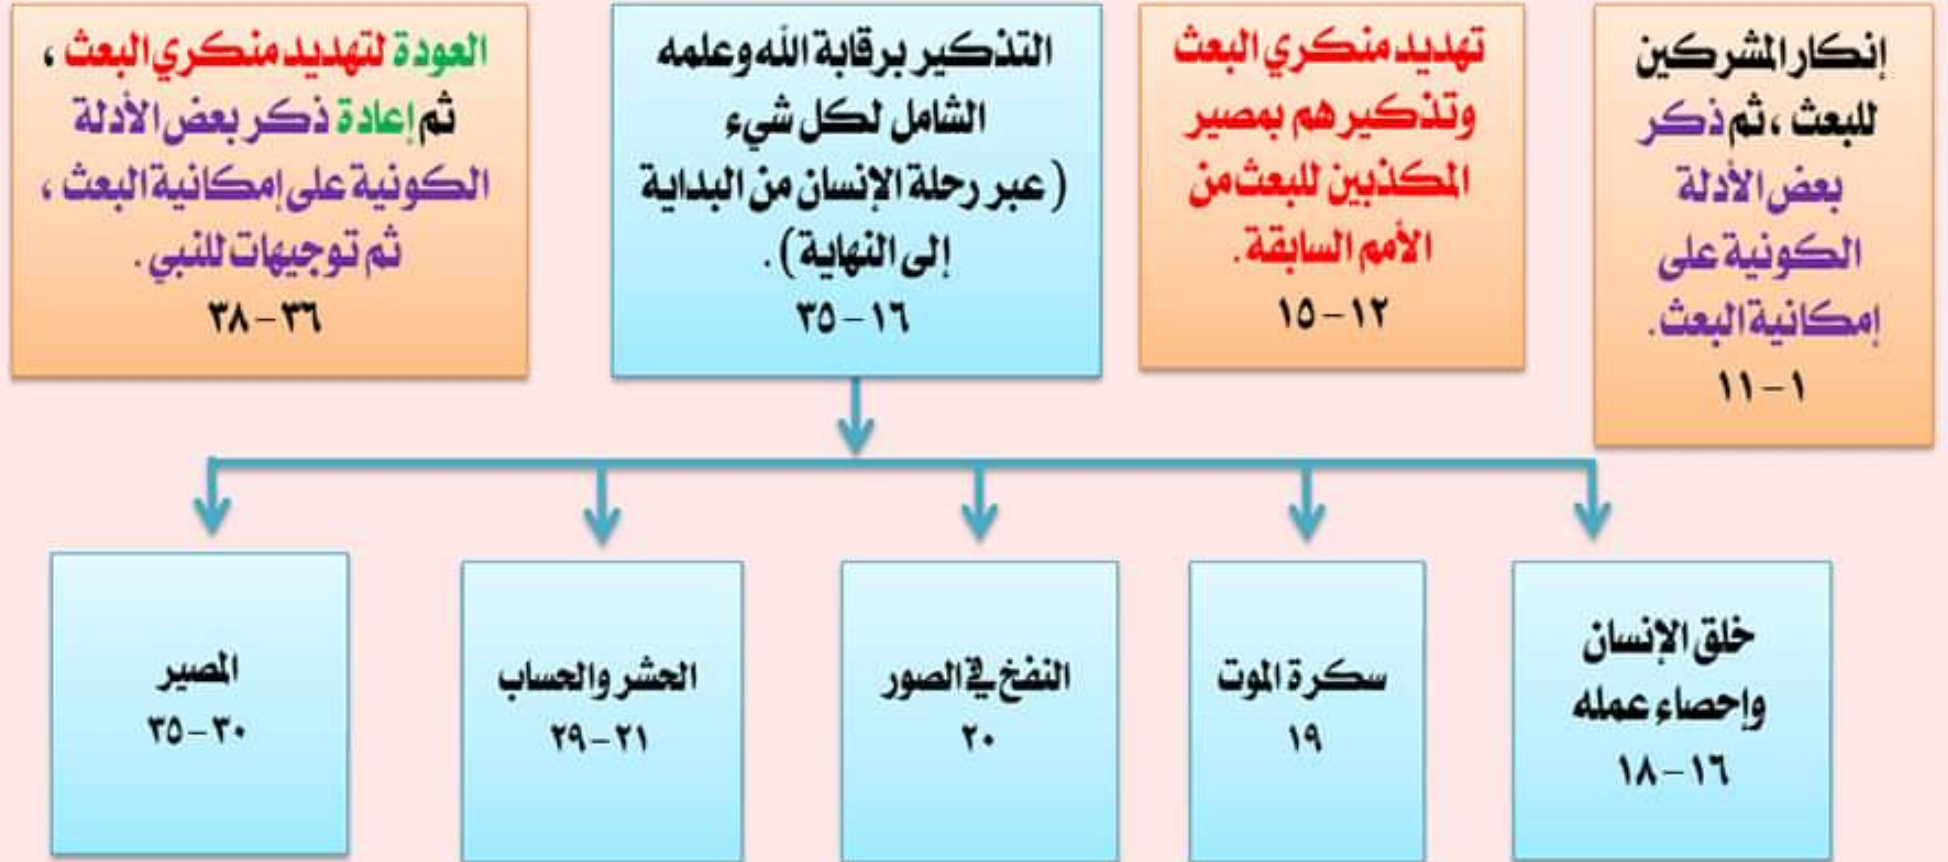 إنكار المشركين
للبعث ، ثم ذكر
بعض الأدلة
الكونية على
إمكانية البعث.
١ – ١١
تهديد منكري البعث
وتذكيرهم بمصير
المكذبين للبعث من
الأمم السابقة.
١٢ – ١٥
التذكير برقابة الله وعلمه
الشامل لكل شيء
( عبر رحلة الإنسان من البداية
إلى النهاية ) .
١٦ – ٣٥
العودة لتهديد منكري البعث ،
ثم إعادة ذكر بعض الأدلة
الكونية على إمكانية البعث ،
ثم توجيهات للنبي .
٣٦ – ٣٨
خلق الإنسان
وإحصاء عمله
١٦ – ١٨
سكرة الموت
١٩
النفخ في الصور
٢٠
الحشر والحساب
٢١ – ٢٩
المصير
٣٠ – ٣٥